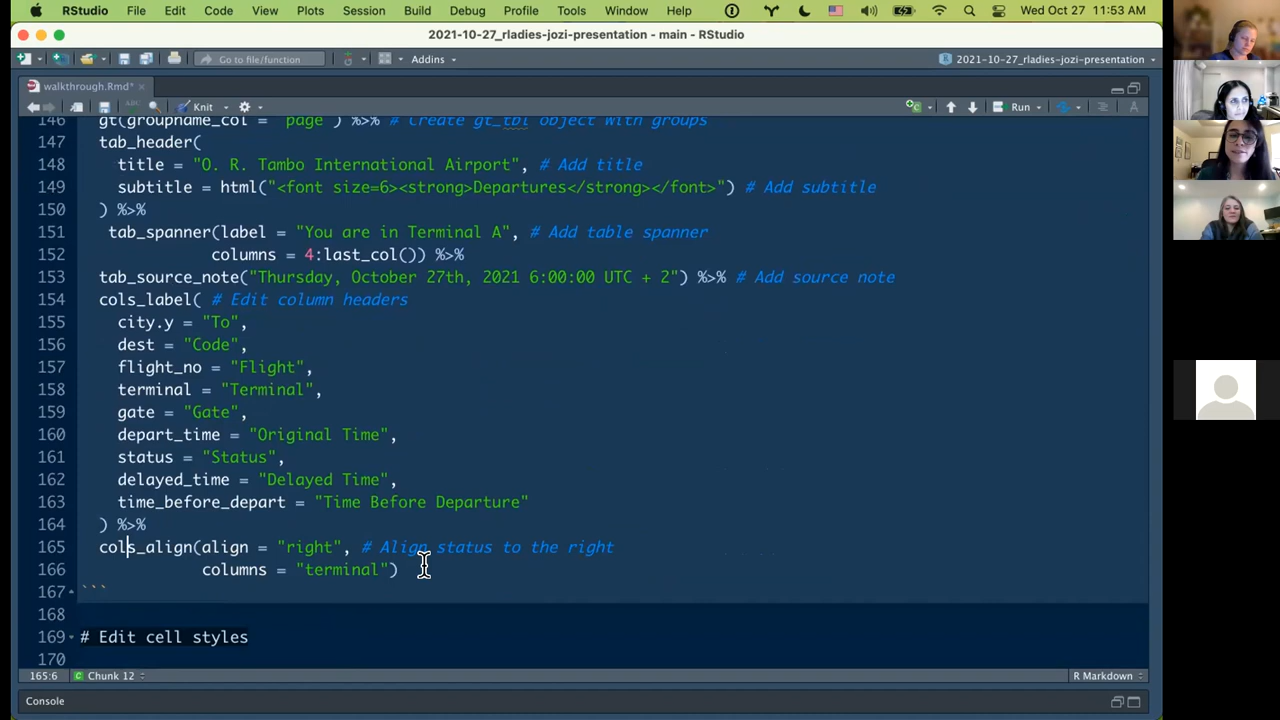 RStudio File Edit Code View Plots Session Build Debug Profile Tools Window Help Wed Oct 27 11:53 AM
2021-10-27_rladies-jozi-presentation - main - RStudio
Go to file/function Addins 2021-10-27_rladies-jozi-presentation
walkthrough.Rmd*
Knit Run
146 gt(groupname_col = "page") %>% # Create gt_tbl object with groups
147 tab_header(
148 title = "O. R. Tambo International Airport", # Add title
149 subtitle = html("<font size=6><strong>Departures</strong></font>") # Add subtitle
150 ) %>%
151 tab_spanner(label = "You are in Terminal A", # Add table spanner
152 columns = 4:last_col()) %>%
153 tab_source_note("Thursday, October 27th, 2021 6:00:00 UTC + 2") %>% # Add source note
154 cols_label( # Edit column headers
155 city.y = "To",
156 dest = "Code",
157 flight_no = "Flight",
158 terminal = "Terminal",
159 gate = "Gate",
160 depart_time = "Original Time",
161 status = "Status",
162 delayed_time = "Delayed Time",
163 time_before_depart = "Time Before Departure"
164 ) %>%
165 cols_align(align = "right", # Align status to the right
166 columns = "terminal")
167 ```
168
169 # Edit cell styles
170
165:6 Chunk 12 R Markdown
Console